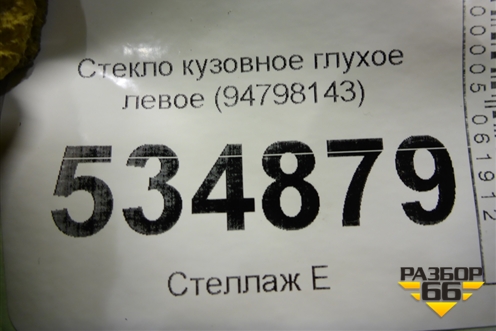 Стекло кузовное глухое
левое (94798143)
534879
Стеллаж Е
РАЗБОР
66